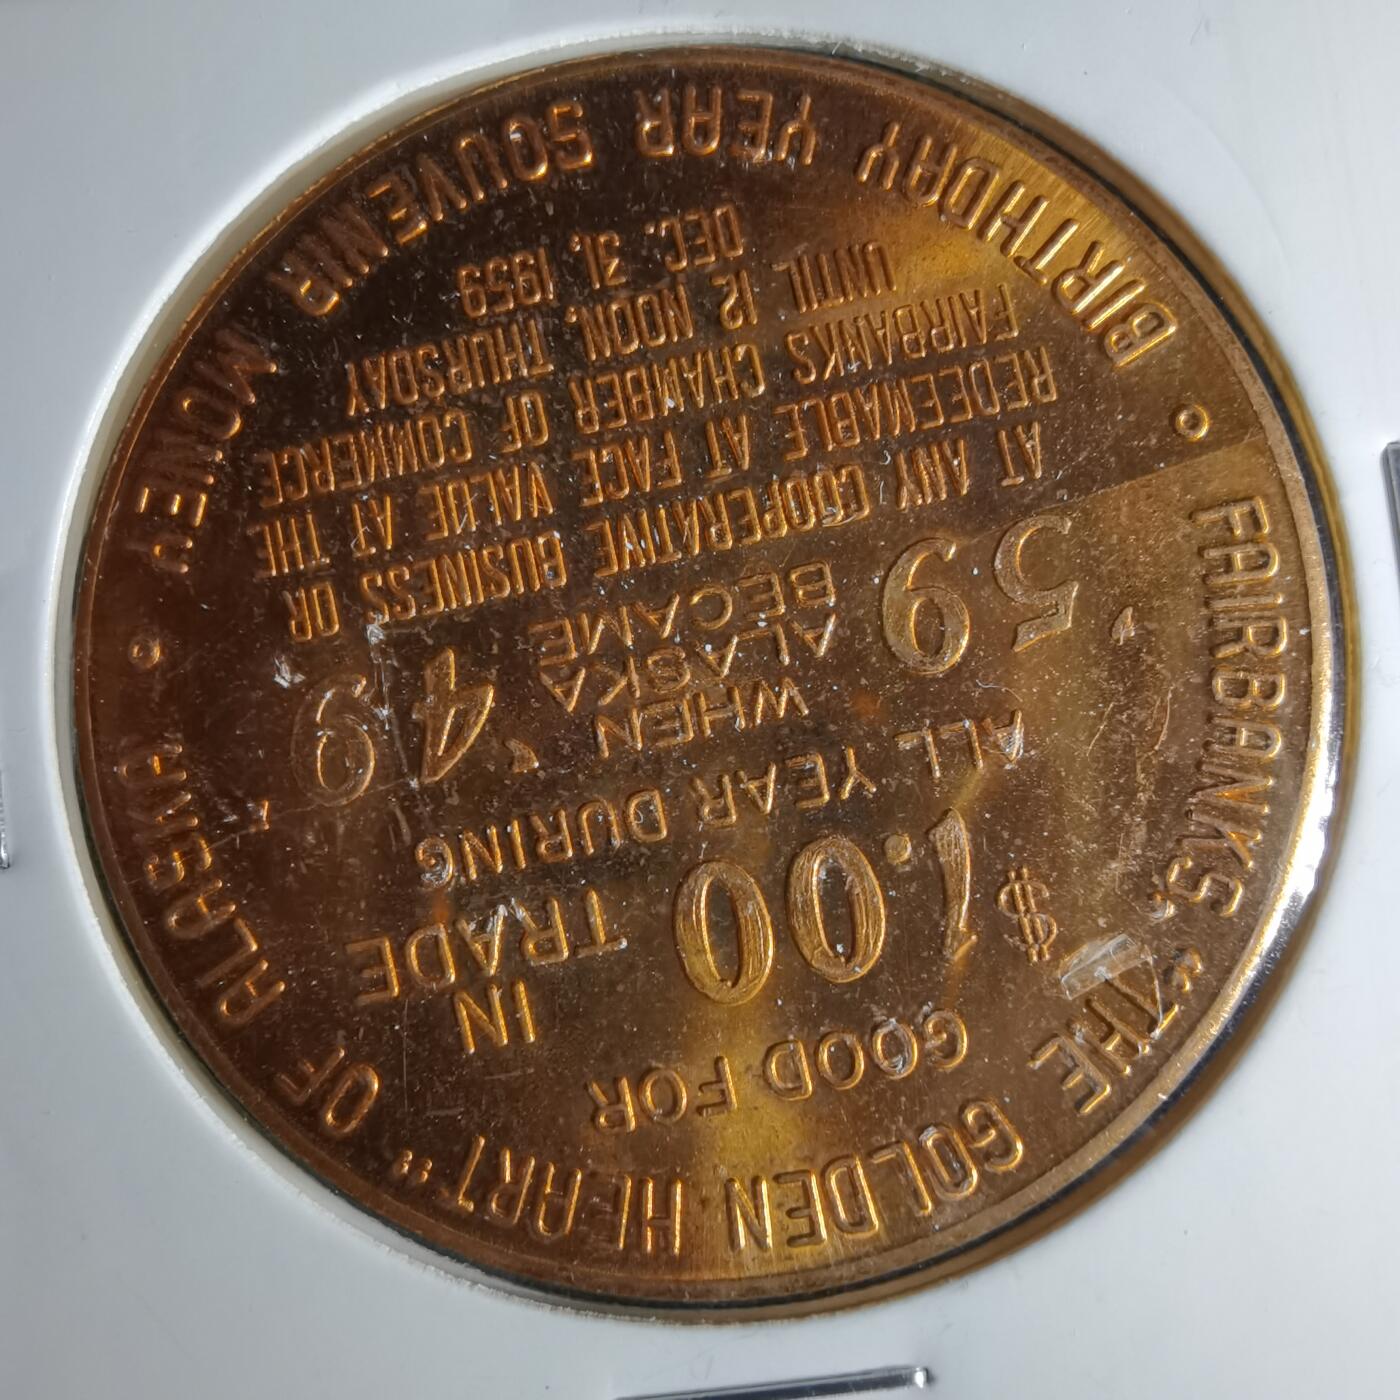 FAIRBANKS, "THE GOLDEN HEART" OF ALASKA
GOOD FOR
$1.00 IN TRADE
ALL YEAR DURING
'59 WHEN ALASKA BECAME '49
AT ANY COOPERATIVE BUSINESS OR
REDEEMABLE AT FACE VALUE AT THE
FAIRBANKS CHAMBER OF COMMERCE
UNTIL 12 NOON, THURSDAY
DEC. 31, 1959
BIRTHDAY YEAR SOUVENIR MONEY